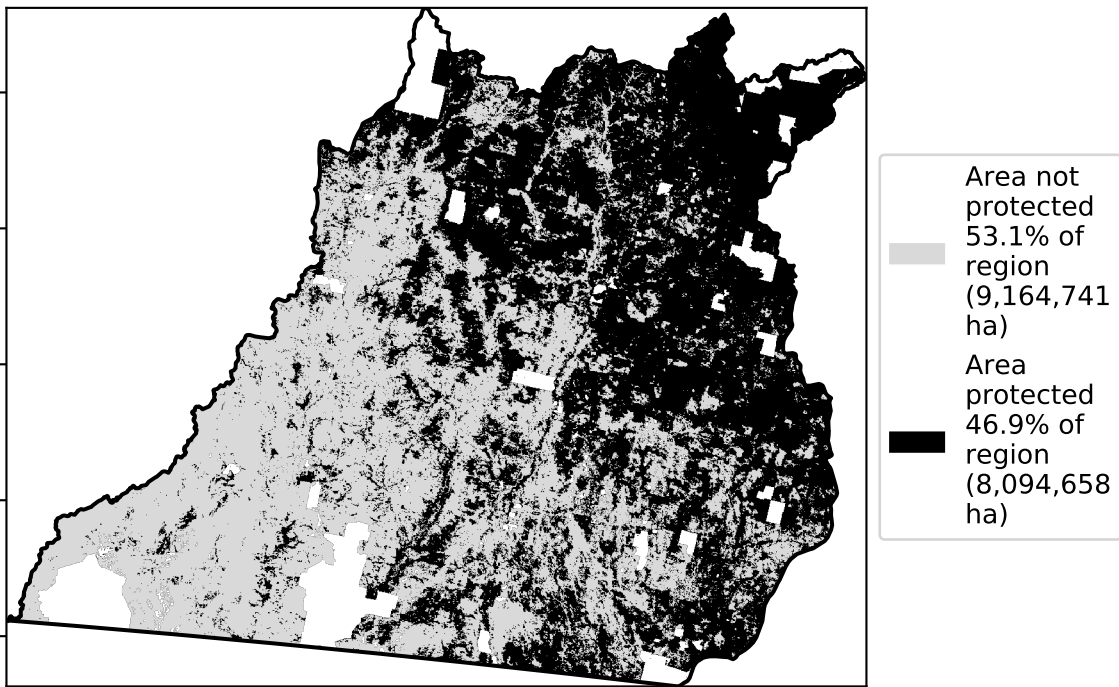 Area not
protected
53.1% of
region
(9,164,741
ha)
Area
protected
46.9% of
region
(8,094,658
ha)